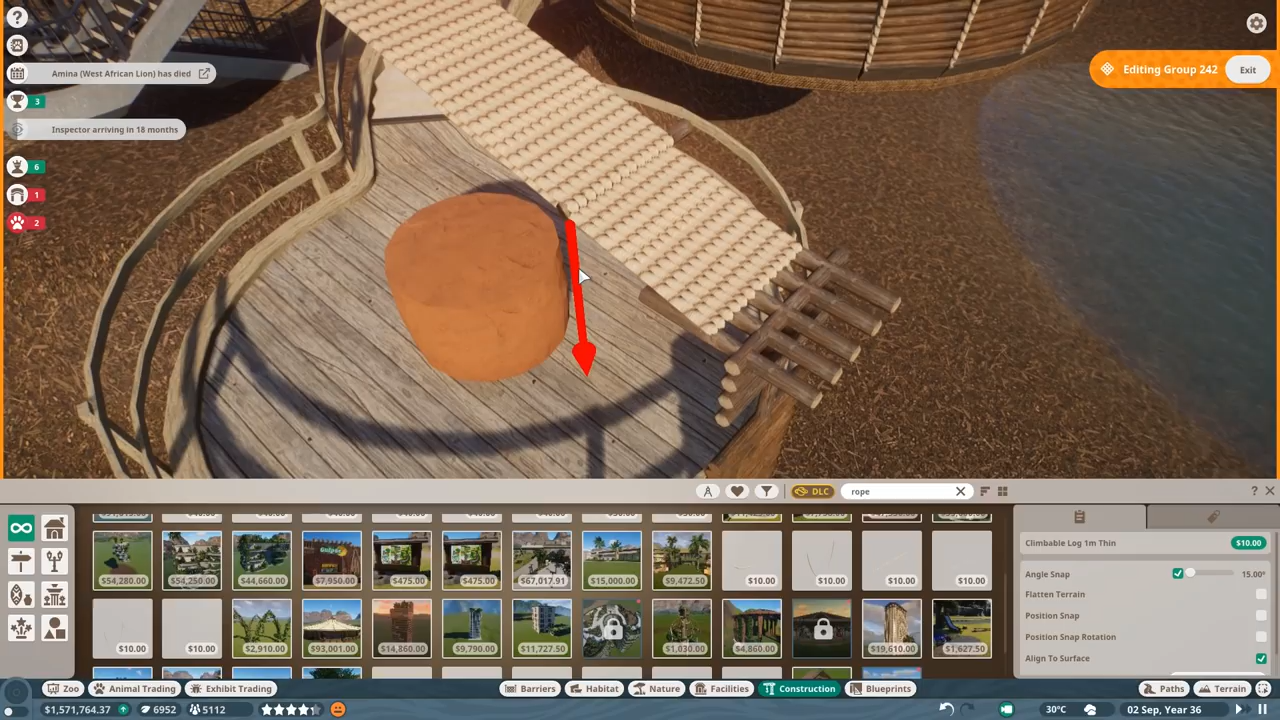 ?
Editing Group 242
Exit
Amina (West African Lion) has died
3
Inspector arriving in 18 months
6
1
2
DLC
rope
?
$54,280.00
$54,250.00
$44,660.00
$7,950.00
$475.00
$475.00
$67,017.91
$15,000.00
$9,472.50
$10.00
$10.00
$10.00
$10.00
$10.00
$10.00
$2,910.00
$93,001.00
$14,860.00
$9,790.00
$11,727.50
$1,030.00
$4,860.00
$19,610.00
$1,627.50
Climbable Log 1m Thin
$10.00
Angle Snap
15.00°
Flatten Terrain
Position Snap
Position Snap Rotation
Align To Surface
Zoo
Animal Trading
Exhibit Trading
Barriers
Habitat
Nature
Facilities
Construction
Blueprints
Paths
Terrain
$1,571,764.37
6952
5112
30°C
02 Sep, Year 36